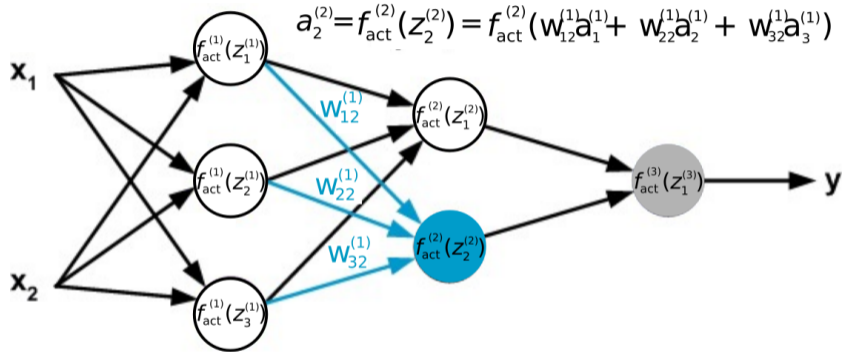 a₂⁽²⁾=f_act⁽²⁾(z₂⁽²⁾)=f_act⁽²⁾(w₁₂⁽¹⁾a₁⁽¹⁾+ w₂₂⁽¹⁾a₂⁽¹⁾ + w₃₂⁽¹⁾a₃⁽¹⁾)
f_act⁽¹⁾(z₁⁽¹⁾)
x₁
w₁₂⁽¹⁾
f_act⁽²⁾(z₁⁽²⁾)
f_act⁽¹⁾(z₂⁽¹⁾)
w₂₂⁽¹⁾
f_act⁽³⁾(z₁⁽³⁾)
y
w₃₂⁽¹⁾
f_act⁽²⁾(z₂⁽²⁾)
x₂
f_act⁽¹⁾(z₃⁽¹⁾)